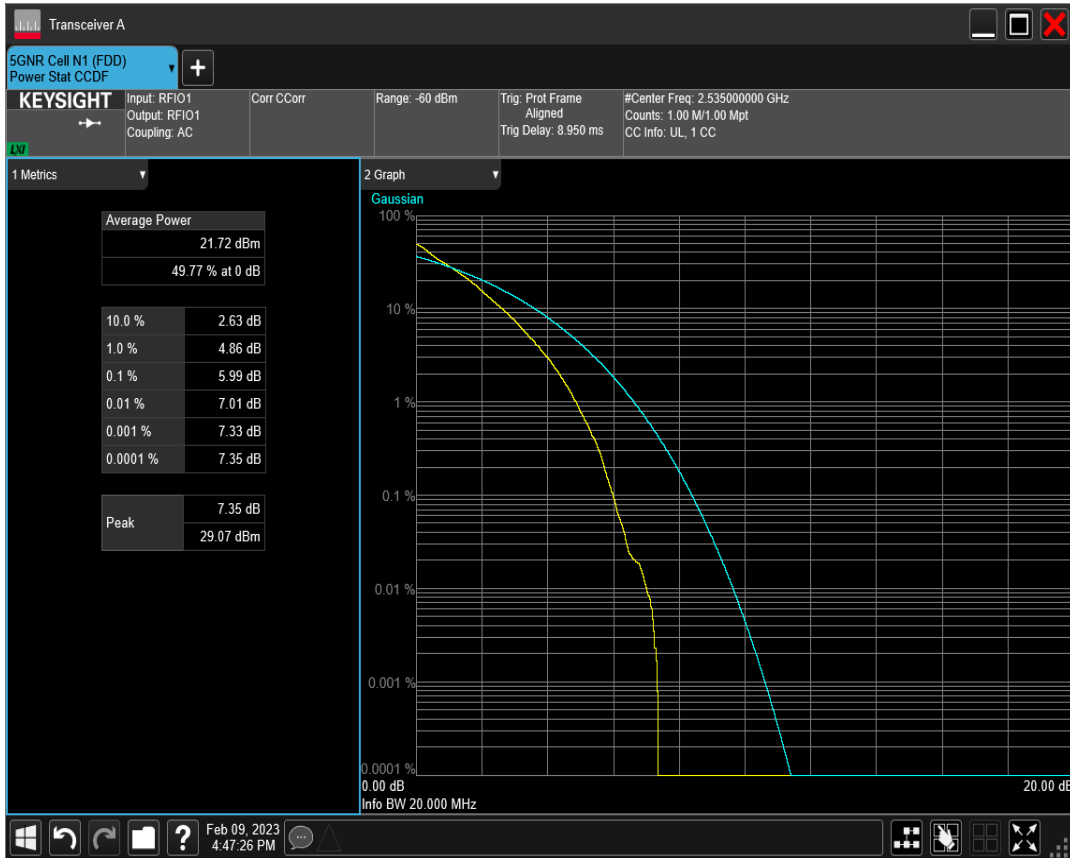 Transceiver A
5GNR Cell N1 (FDD)
Power Stat CCDF
+
KEYSIGHT
LXI
Input: RFIO1
Output: RFIO1
Coupling: AC
Corr CCorr
Range: -60 dBm
Trig: Prot Frame
Aligned
Trig Delay: 8.950 ms
#Center Freq: 2.535000000 GHz
Counts: 1.00 M/1.00 Mpt
CC Info: UL, 1 CC
1 Metrics
Average Power
21.72 dBm
49.77 % at 0 dB
10.0 % 2.63 dB
1.0 % 4.86 dB
0.1 % 5.99 dB
0.01 % 7.01 dB
0.001 % 7.33 dB
0.0001 % 7.35 dB
Peak
7.35 dB
29.07 dBm
2 Graph
Gaussian
100 %
10 %
1 %
0.1 %
0.01 %
0.001 %
0.0001 %
0.00 dB 20.00 dB
Info BW 20.000 MHz
?
Feb 09, 2023
4:47:26 PM